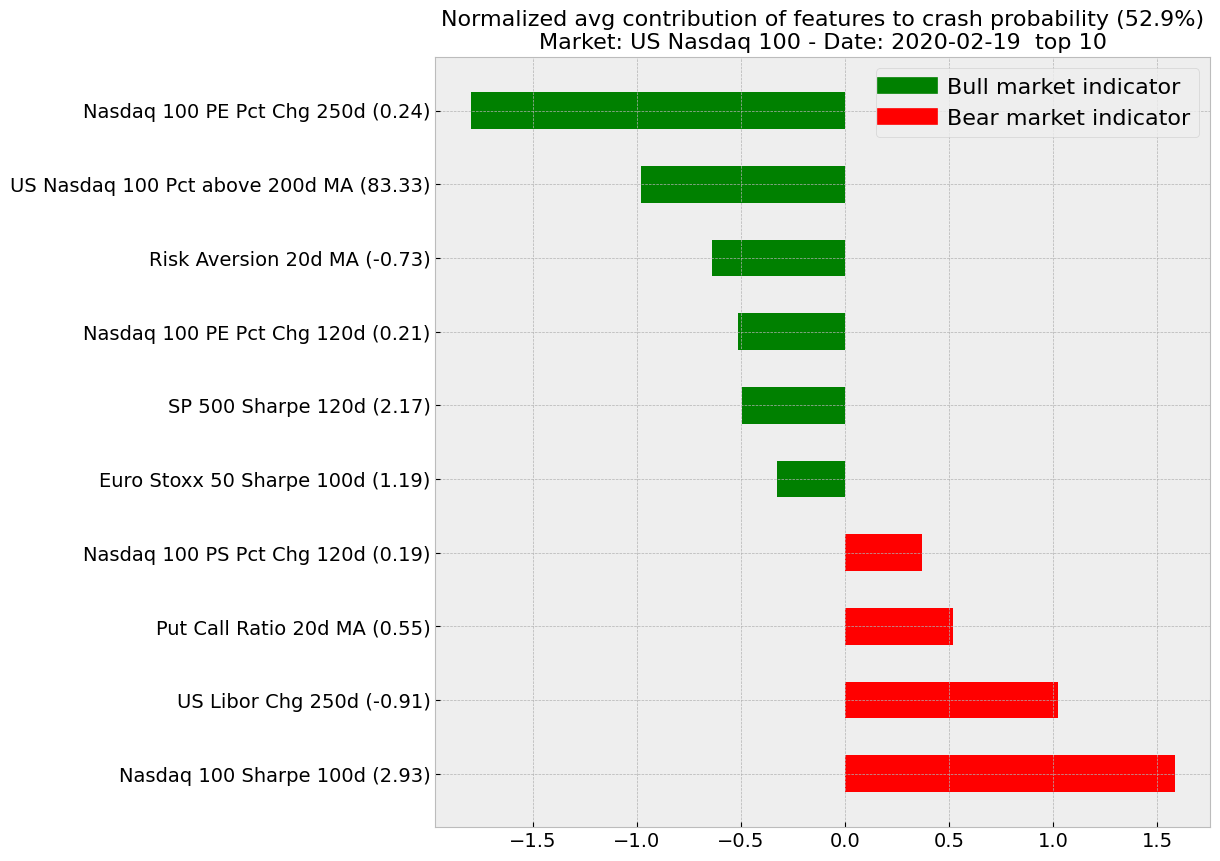 Normalized avg contribution of features to crash probability (52.9%)
Market: US Nasdaq 100 - Date: 2020-02-19  top 10
Bull market indicator
Bear market indicator
Nasdaq 100 PE Pct Chg 250d (0.24)
US Nasdaq 100 Pct above 200d MA (83.33)
Risk Aversion 20d MA (-0.73)
Nasdaq 100 PE Pct Chg 120d (0.21)
SP 500 Sharpe 120d (2.17)
Euro Stoxx 50 Sharpe 100d (1.19)
Nasdaq 100 PS Pct Chg 120d (0.19)
Put Call Ratio 20d MA (0.55)
US Libor Chg 250d (-0.91)
Nasdaq 100 Sharpe 100d (2.93)
−1.5 −1.0 −0.5 0.0 0.5 1.0 1.5